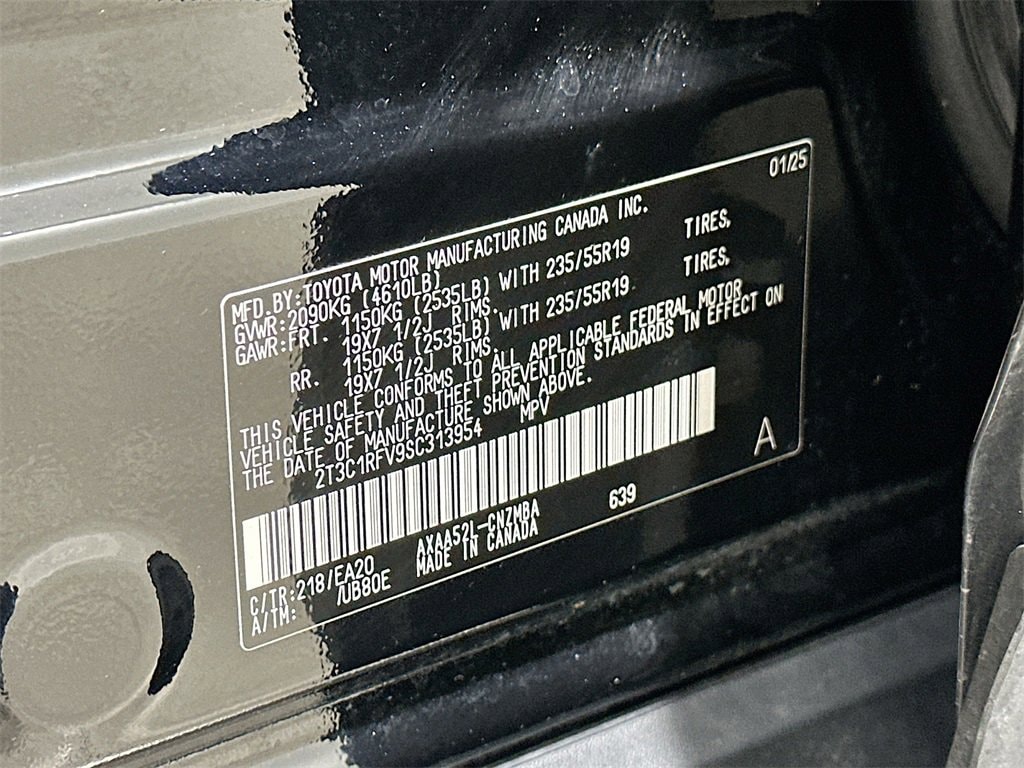 01/25
MFD.BY:TOYOTA MOTOR MANUFACTURING CANADA INC.
GVWR:2090KG (4610LB)
GAWR:FRT. 1150KG (2535LB) WITH 235/55R19 TIRES,
19X7 1/2J RIMS.
RR. 1150KG (2535LB) WITH 235/55R19 TIRES,
19X7 1/2J RIMS.
THIS VEHICLE CONFORMS TO ALL APPLICABLE FEDERAL MOTOR
VEHICLE SAFETY AND THEFT PREVENTION STANDARDS IN EFFECT ON
THE DATE OF MANUFACTURE SHOWN ABOVE.
2T3C1RFV9SC313954 MPV
A
C/TR:218/EA20 AXAA52L-CNZMBA 639
A/TM: /UB80E MADE IN CANADA